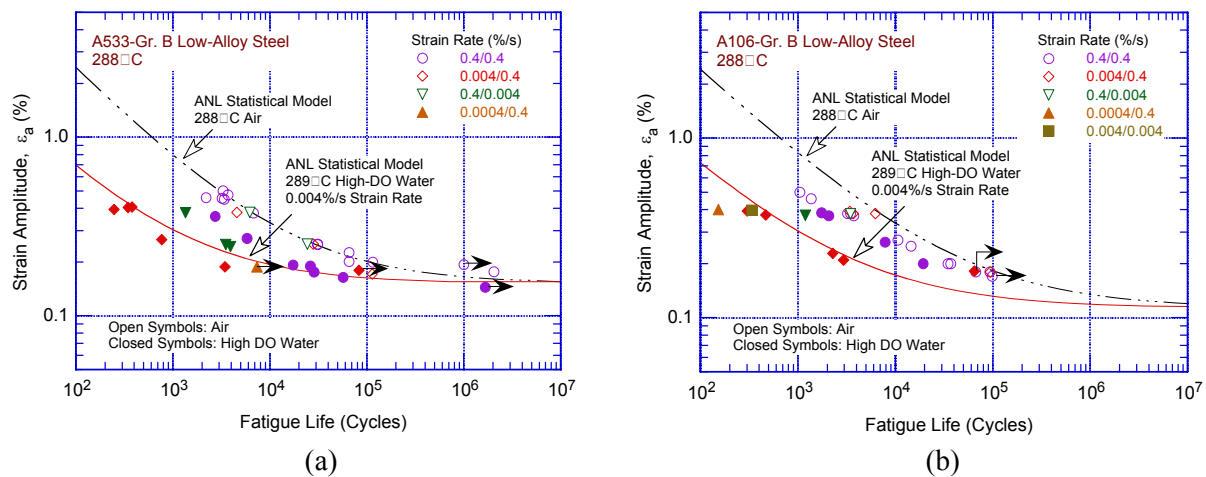 A533-Gr. B Low-Alloy Steel
288□C
Strain Rate (%/s)
0.4/0.4
0.004/0.4
0.4/0.004
0.0004/0.4
ANL Statistical Model
288□C Air
ANL Statistical Model
289□C High-DO Water
0.004%/s Strain Rate
Open Symbols: Air
Closed Symbols: High DO Water
Strain Amplitude, εa (%)
1.0
0.1
10² 10³ 10⁴ 10⁵ 10⁶ 10⁷
Fatigue Life (Cycles)
(a)
A106-Gr. B Low-Alloy Steel
288□C
Strain Rate (%/s)
0.4/0.4
0.004/0.4
0.4/0.004
0.0004/0.4
0.004/0.004
ANL Statistical Model
288□C Air
ANL Statistical Model
289□C High-DO Water
0.004%/s Strain Rate
Open Symbols: Air
Closed Symbols: High DO Water
Strain Amplitude, εa (%)
1.0
0.1
10² 10³ 10⁴ 10⁵ 10⁶ 10⁷
Fatigue Life (Cycles)
(b)